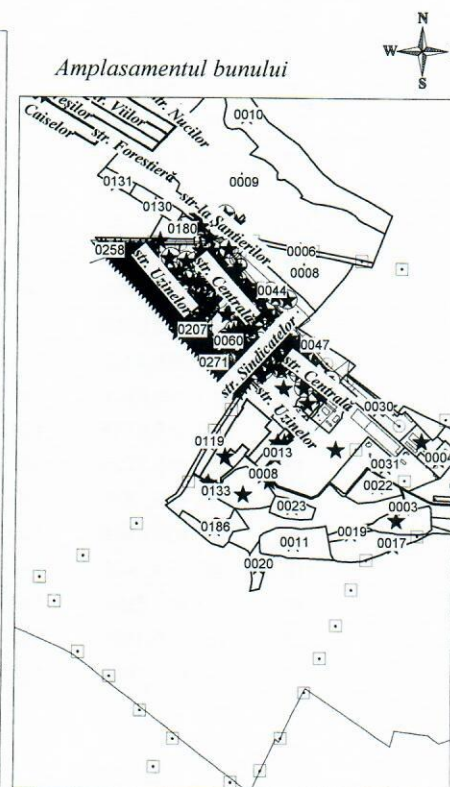 N
W E
S
Amplasamentul bunului
str. Nucilor
str. Viilor
Caiselor
str. Forestieră
0010
0009
0131
0130
0180
str-la Șantierilor
0258
0006
0008
str. Uzinelor
str. Centrală
0044
0207
0060
0271
str. Sindicatelor
0047
str. Centrală
str. Uzinelor
0030
0119
0013
0031
0004
0008
0022
0133
0003
0023
0186
0019
0011
0017
0020